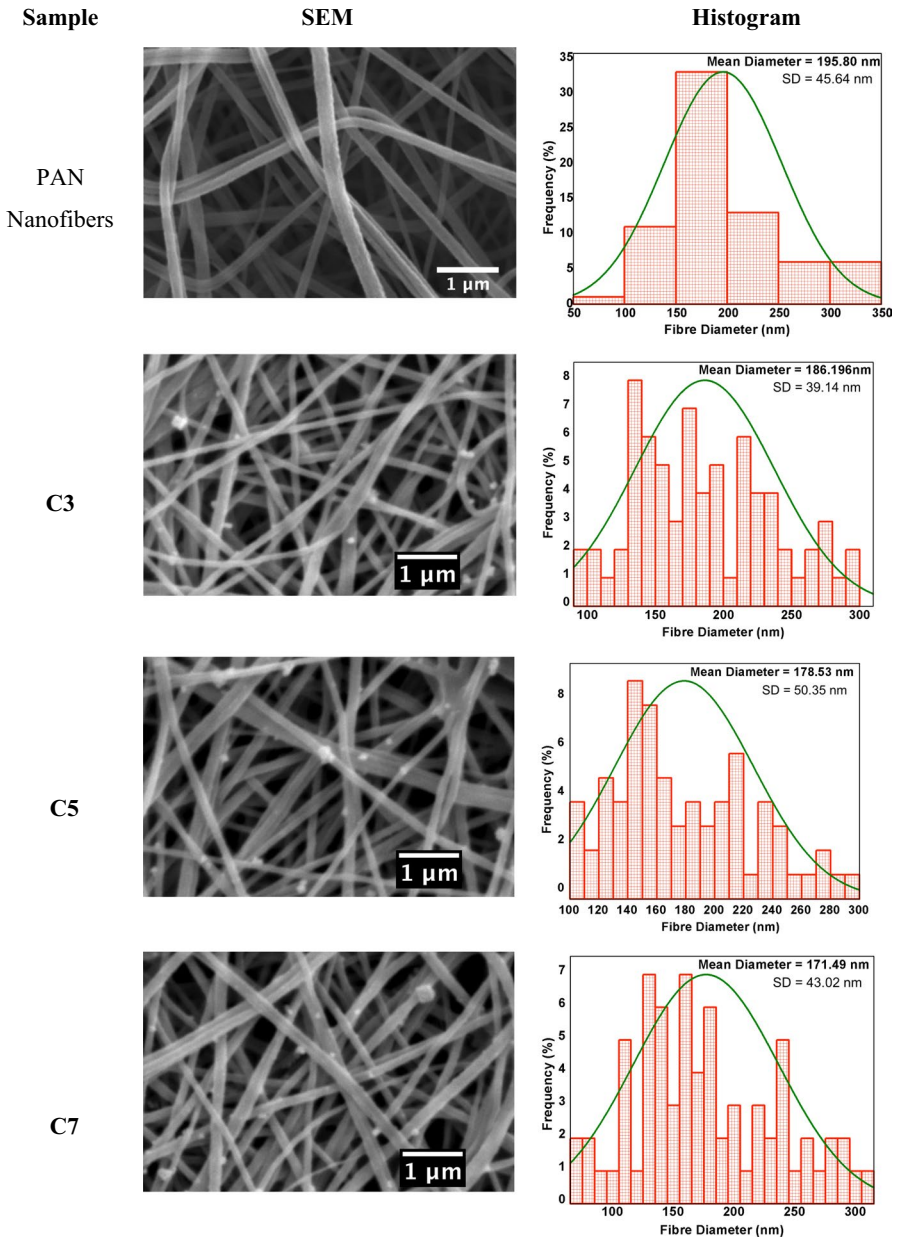 Sample SEM Histogram
PAN
Nanofibers
1 μm
Mean Diameter = 195.80 nm
SD = 45.64 nm
Frequency (%)
35
30
25
20
15
10
5
0
50 100 150 200 250 300 350
Fibre Diameter (nm)
C3
1 μm
Mean Diameter = 186.196nm
SD = 39.14 nm
Frequency (%)
8
7
6
5
4
3
2
1
0
100 150 200 250 300
Fibre Diameter (nm)
C5
1 μm
Mean Diameter = 178.53 nm
SD = 50.35 nm
Frequency (%)
8
6
4
2
0
100 120 140 160 180 200 220 240 260 280 300
Fibre Diameter (nm)
C7
1 μm
Mean Diameter = 171.49 nm
SD = 43.02 nm
Frequency (%)
7
6
5
4
3
2
1
0
100 150 200 250 300
Fibre Diameter (nm)